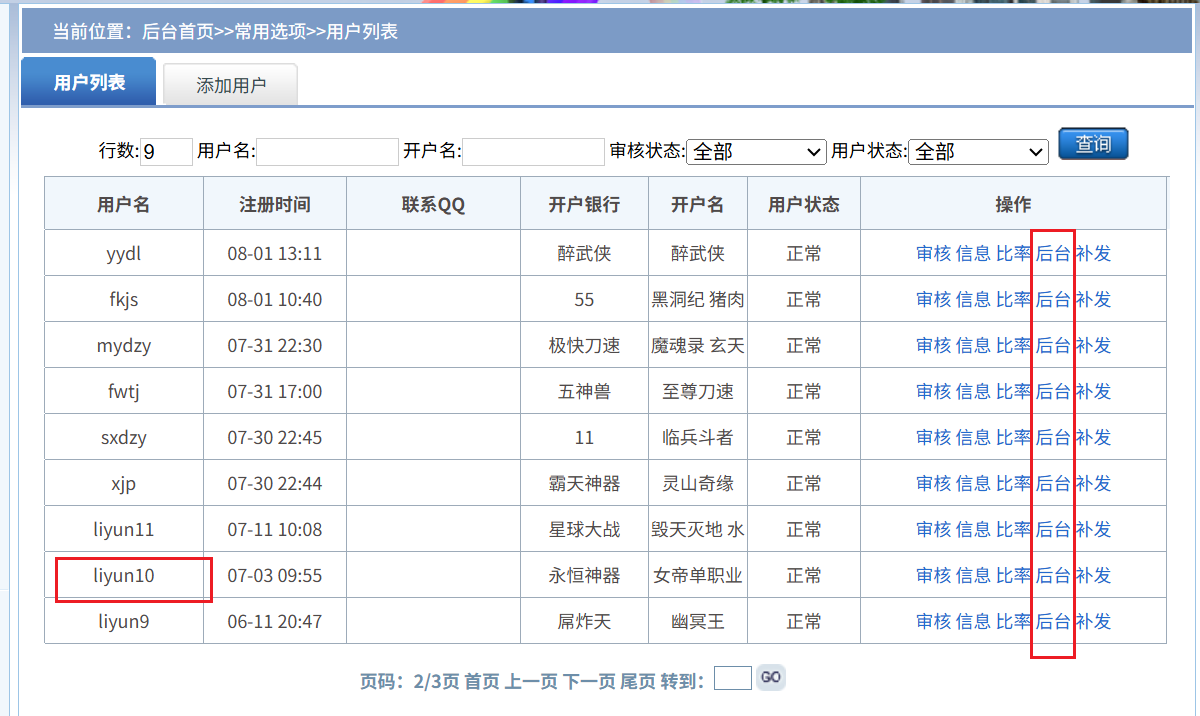 当前位置：后台首页>>常用选项>>用户列表
用户列表 添加用户
行数:9 用户名: 开户名: 审核状态:全部 用户状态:全部 查询
用户名 注册时间 联系QQ 开户银行 开户名 用户状态 操作
yydl 08-01 13:11 醉武侠 醉武侠 正常 审核 信息 比率 后台 补发
fkjs 08-01 10:40 55 黑洞纪 猪肉 正常 审核 信息 比率 后台 补发
mydzy 07-31 22:30 极快刀速 魔魂录 玄天 正常 审核 信息 比率 后台 补发
fwtj 07-31 17:00 五神兽 至尊刀速 正常 审核 信息 比率 后台 补发
sxdzy 07-30 22:45 11 临兵斗者 正常 审核 信息 比率 后台 补发
xjp 07-30 22:44 霸天神器 灵山奇缘 正常 审核 信息 比率 后台 补发
liyun11 07-11 10:08 星球大战 毁天灭地 水 正常 审核 信息 比率 后台 补发
liyun10 07-03 09:55 永恒神器 女帝单职业 正常 审核 信息 比率 后台 补发
liyun9 06-11 20:47 屌炸天 幽冥王 正常 审核 信息 比率 后台 补发
页码：2/3页 首页 上一页 下一页 尾页 转到： GO